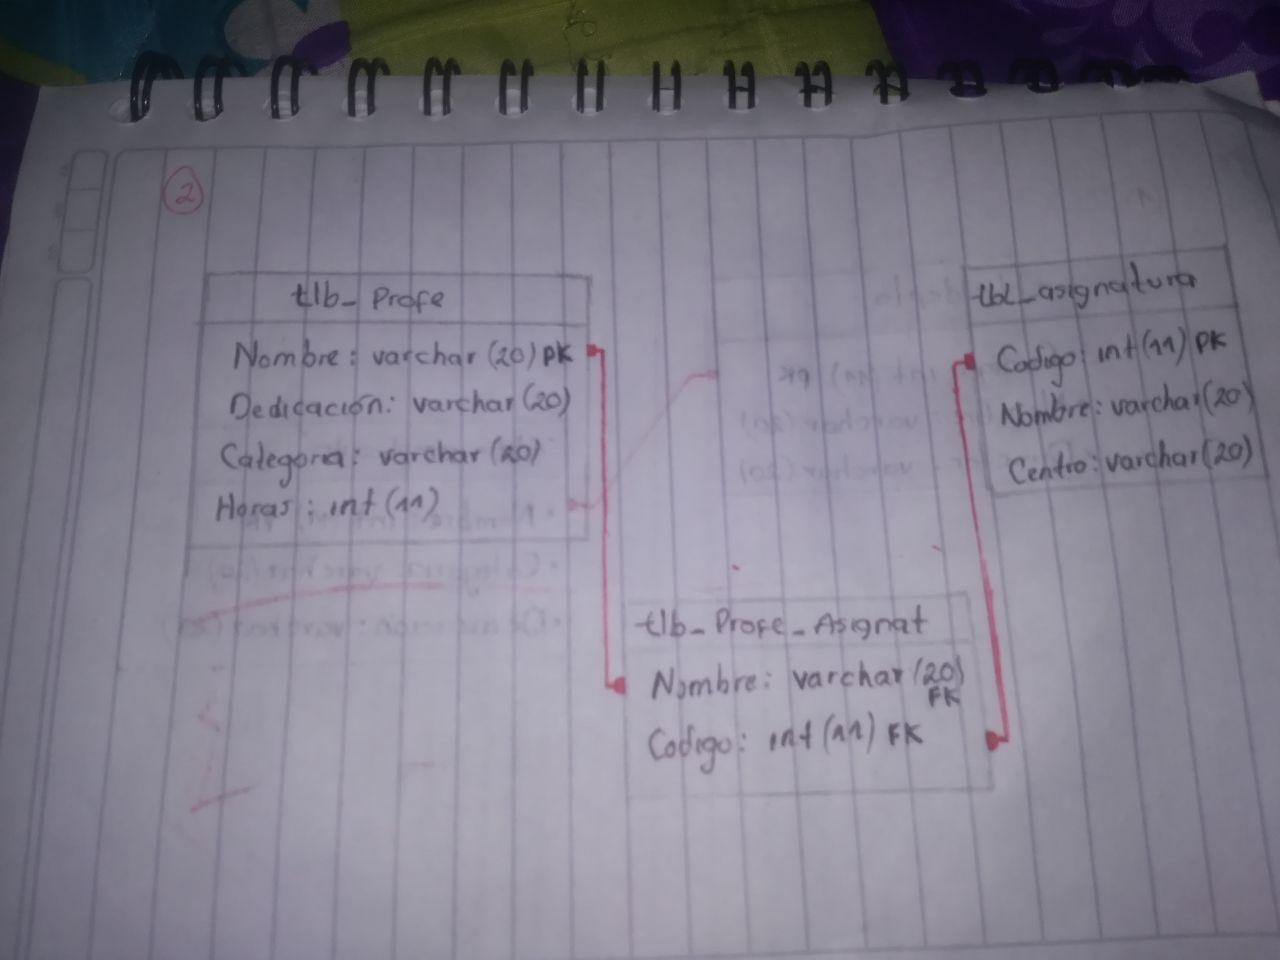 2
tlb_Profe
Nombre: varchar (20) PK
Dedicación: varchar (20)
Categoria: varchar (20)
Horas: int (11)
tbl_asignatura
Codigo: int (11) PK
Nombre: varchar (20)
Centro: varchar (20)
tlb_Profe_Asignat
Nombre: varchar (20)
FK
Codigo: int (11) FK